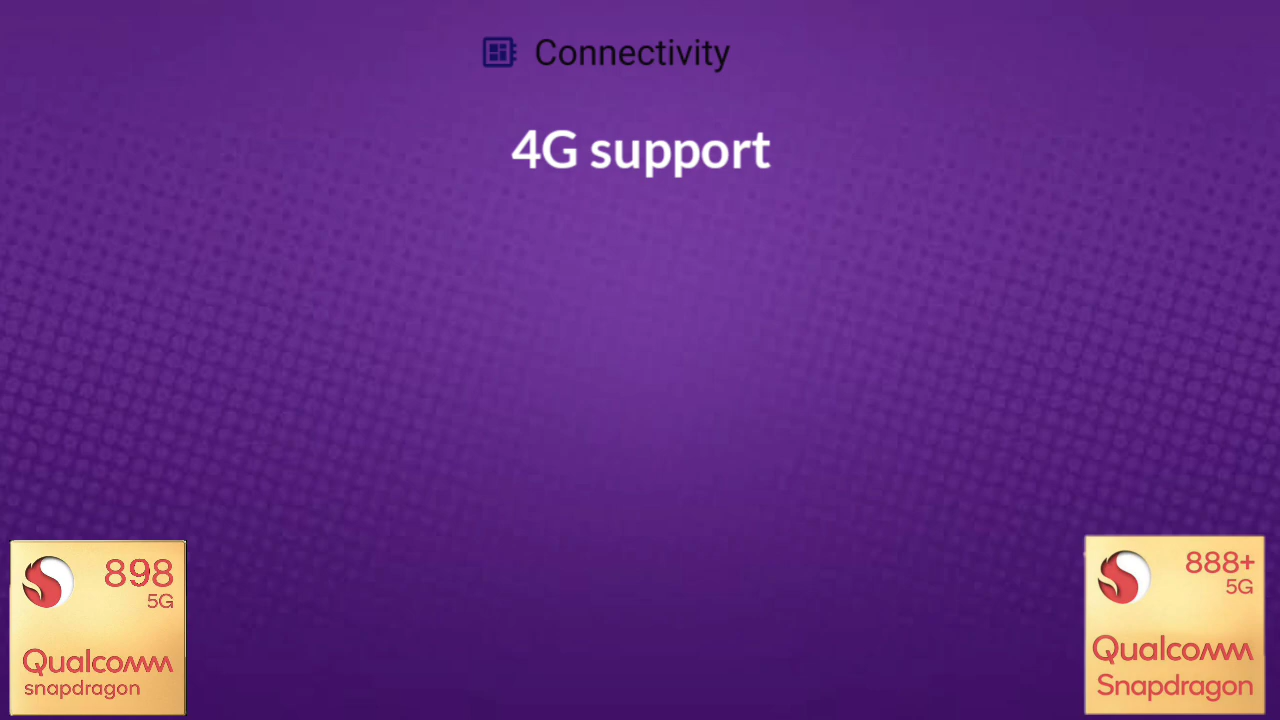 Connectivity
4G support
898
5G
Qualcomm
snapdragon
888+
5G
Qualcomm
Snapdragon